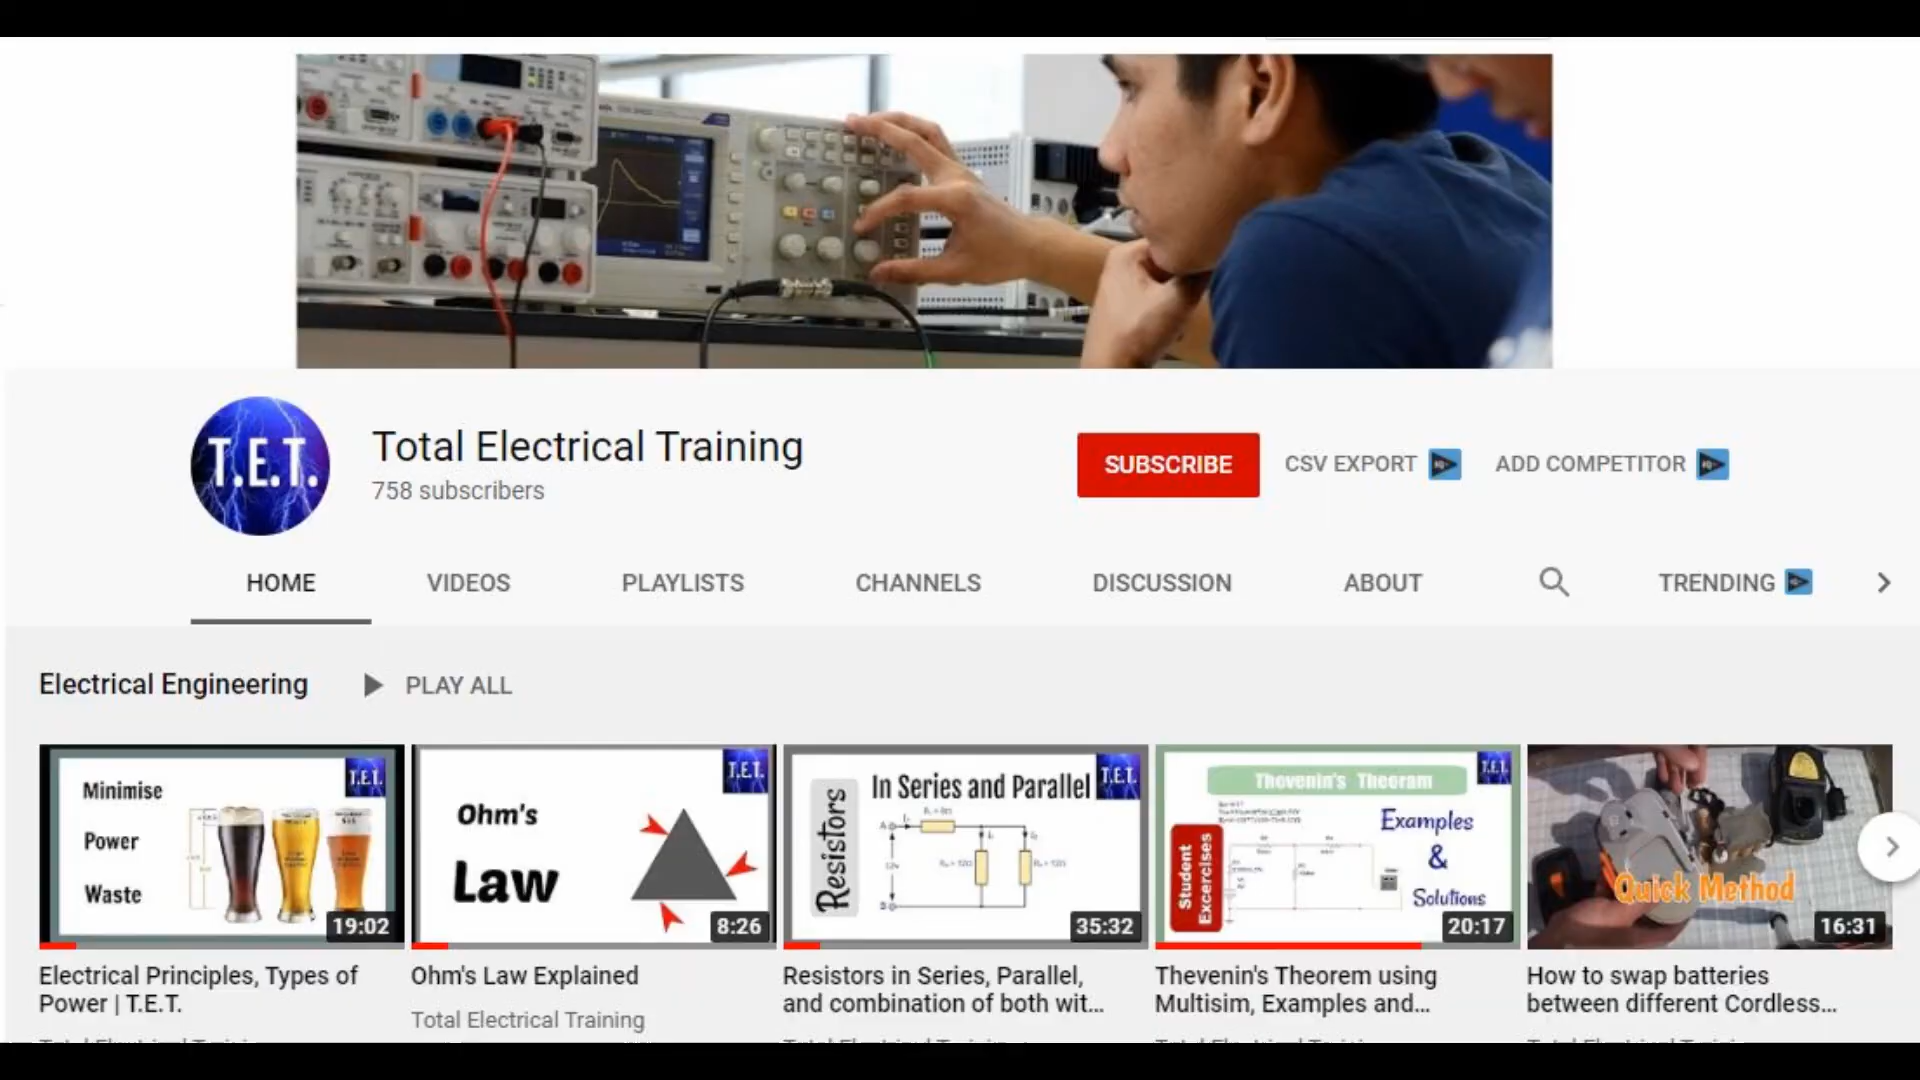 T.E.T.
Total Electrical Training
758 subscribers
SUBSCRIBE
CSV EXPORT
ADD COMPETITOR
HOME
VIDEOS
PLAYLISTS
CHANNELS
DISCUSSION
ABOUT
TRENDING
Electrical Engineering
PLAY ALL
Minimise
Power
Waste
T.E.T.
19:02
Ohm's
Law
T.E.T.
8:26
Resistors
In Series and Parallel
T.E.T.
35:32
Thevenin's Theoram
T.E.T.
Student
Excercises
Examples
&
Solutions
20:17
Quick Method
16:31
Electrical Principles, Types of
Power | T.E.T.
Ohm's Law Explained
Total Electrical Training
Resistors in Series, Parallel,
and combination of both wit...
Thevenin's Theorem using
Multisim, Examples and...
How to swap batteries
between different Cordless...